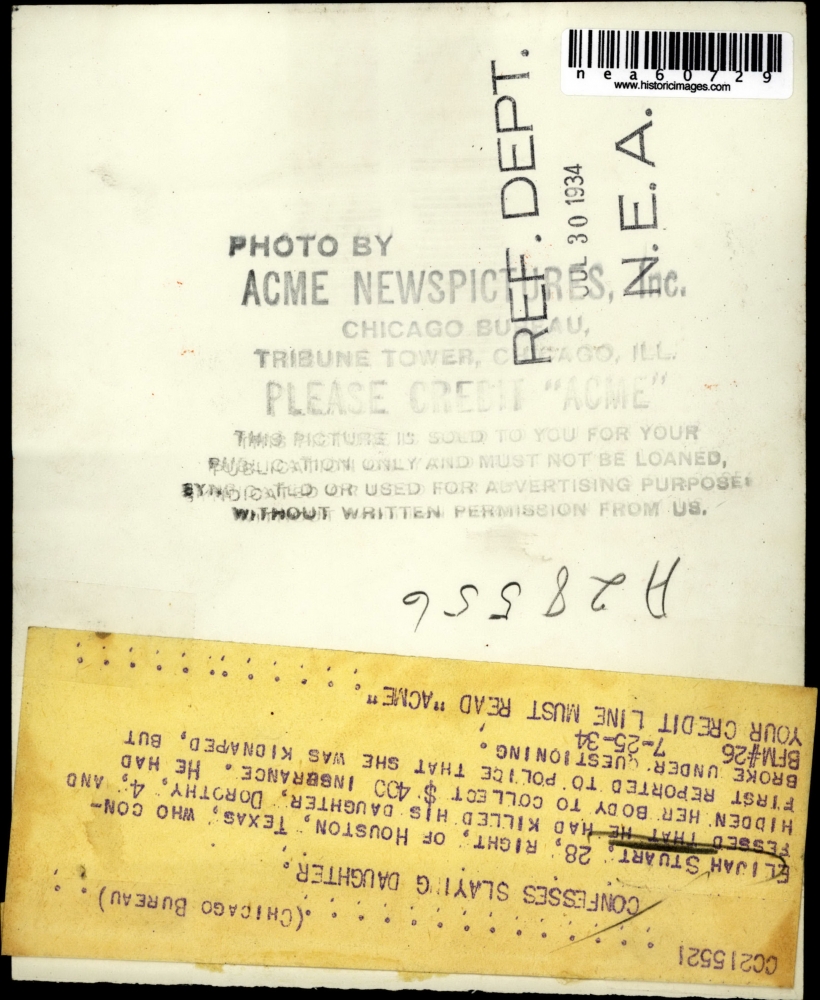 nea60729
www.historicimages.com
REF. DEPT.
JUL 30 1934
N. E. A.
PHOTO BY
ACME NEWSPICTURES, Inc.
CHICAGO BUREAU,
TRIBUNE TOWER, CHICAGO, ILL.
PLEASE CREDIT "ACME"
THIS PICTURE IS SOLD TO YOU FOR YOUR
PUBLICATION ONLY AND MUST NOT BE LOANED,
SYNDICATED OR USED FOR ADVERTISING PURPOSES
WITHOUT WRITTEN PERMISSION FROM US.
A28556
CC215521
(CHICAGO BUREAU)
CONFESSES SLAYING DAUGHTER.
ELIJAH STUART, 28, RIGHT, OF HOUSTON, TEXAS, WHO CON-
FESSED THAT HE HAD KILLED HIS DAUGHTER, DOROTHY, 4, AND
HIDDEN HER BODY TO COLLECT $400 INSURANCE. HE HAD
FIRST REPORTED TO POLICE THAT SHE WAS KIDNAPED, BUT
BROKE UNDER QUESTIONING.
BFM#26 7-25-34
YOUR CREDIT LINE MUST READ "ACME"